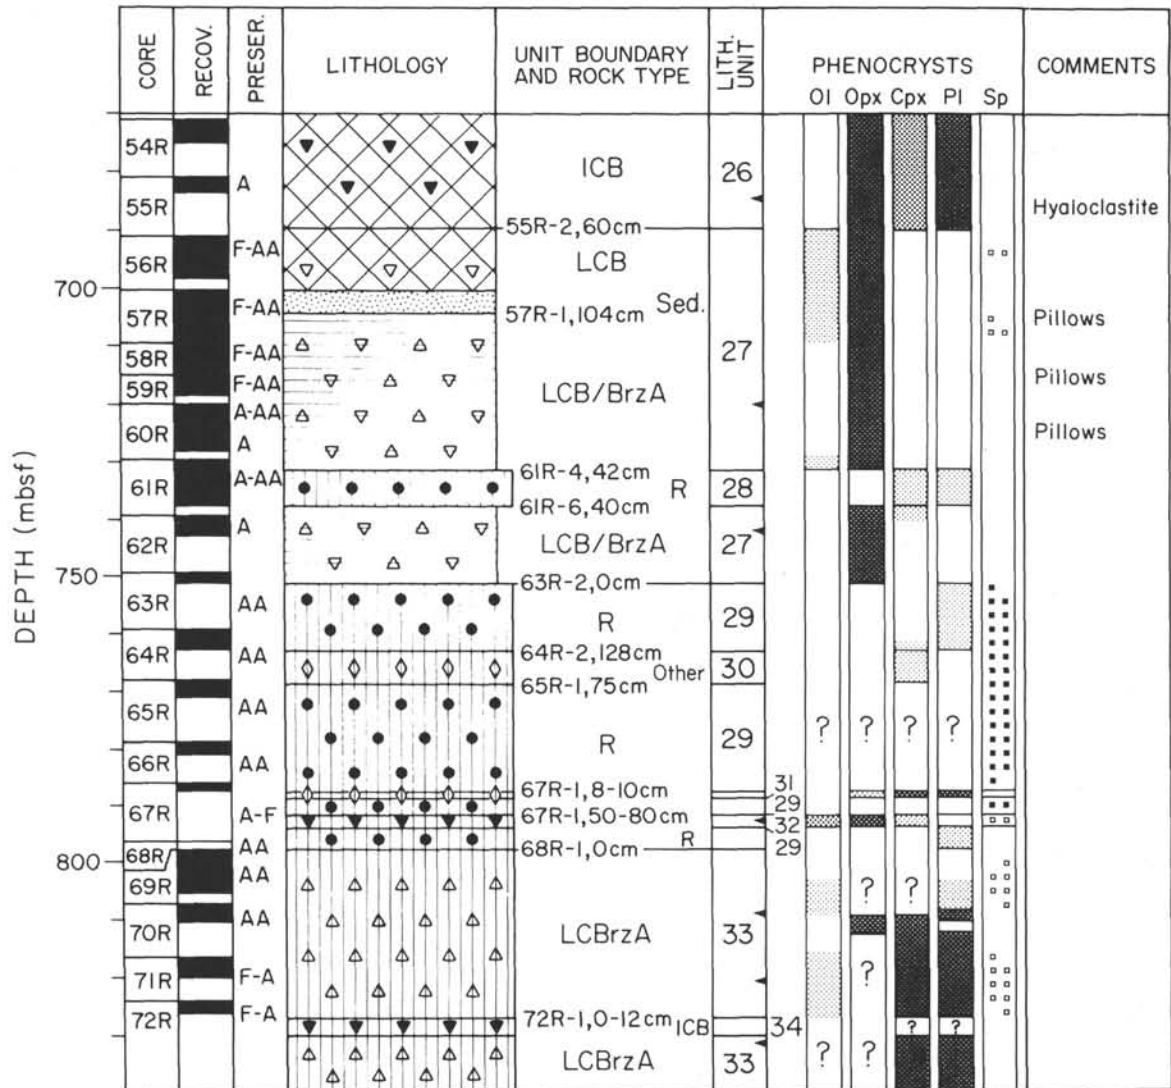 CORE RECOV. PRESER. LITHOLOGY UNIT BOUNDARY AND ROCK TYPE LITH. UNIT PHENOCRYSTS COMMENTS
Ol Opx Cpx Pl Sp
DEPTH (mbsf)
54R ICB 26
A
55R Hyaloclastite
55R-2,60cm
56R F-AA LCB
700
57R F-AA Sed.
57R-1,104cm Pillows
58R F-AA 27
59R F-AA LCB/BrzA Pillows
A-AA
60R A Pillows
61R-4,42cm
61R A-AA R 28
61R-6,40cm
62R A LCB/BrzA 27
750
63R-2,0cm
63R AA R 29
64R-2,128cm
64R AA Other 30
65R-1,75cm
65R AA R 29 ? ? ? ?
66R AA
67R-1,8-10cm 31
29
67R A-F 67R-1,50-80cm 32
68R AA 68R-1,0cm R 29
800
69R AA ? ?
70R AA LCBrzA 33
71R F-A ?
72R F-A 72R-1,0-12cm ICB 34 ? ?
LCBrzA 33 ? ?